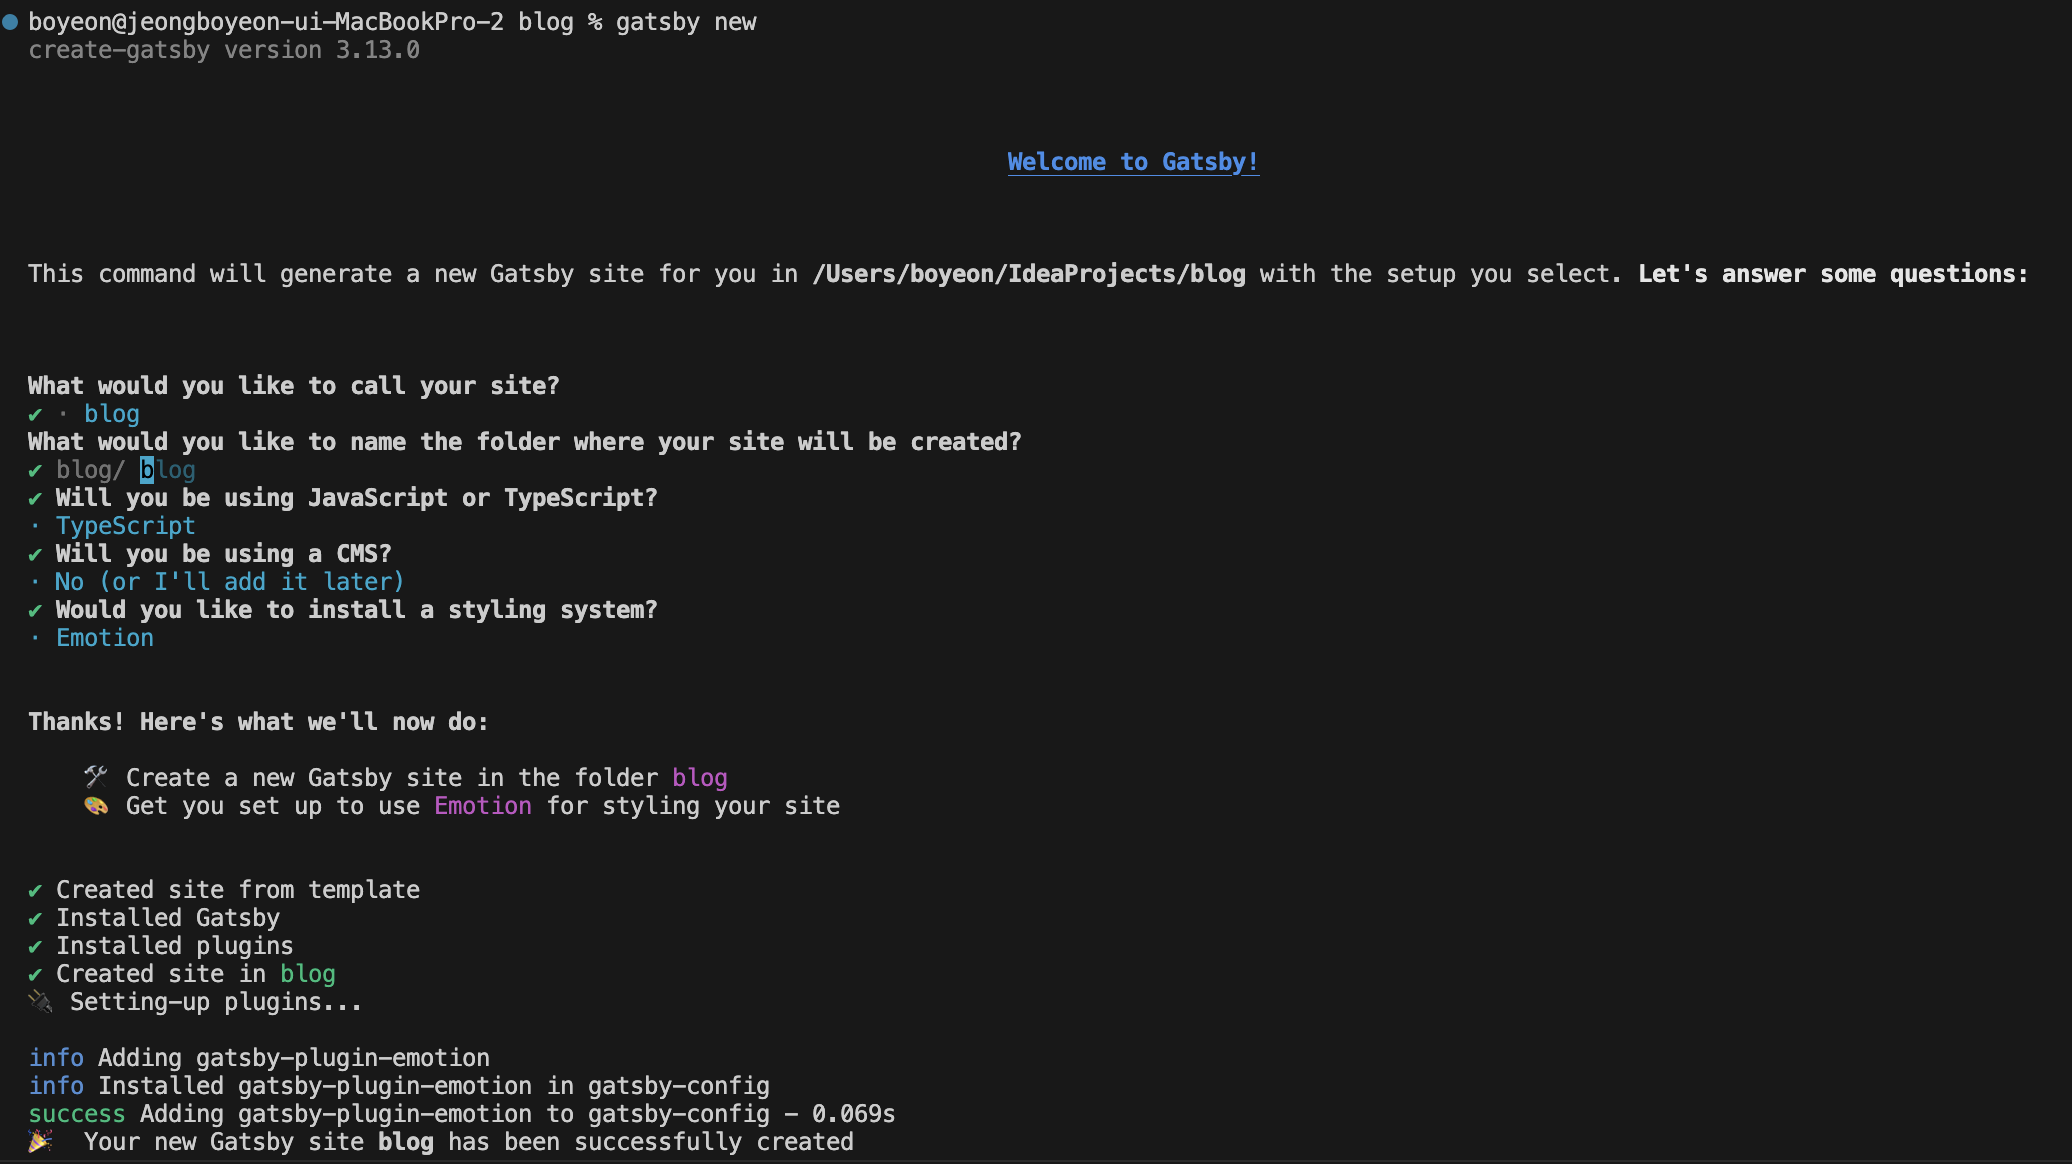 boyeon@jeongboyeon-ui-MacBookPro-2 blog % gatsby new
create-gatsby version 3.13.0
Welcome to Gatsby!
This command will generate a new Gatsby site for you in /Users/boyeon/IdeaProjects/blog with the setup you select. Let's answer some questions:
What would you like to call your site?
✔ · blog
What would you like to name the folder where your site will be created?
✔ blog/ blog
✔ Will you be using JavaScript or TypeScript?
· TypeScript
✔ Will you be using a CMS?
· No (or I'll add it later)
✔ Would you like to install a styling system?
· Emotion
Thanks! Here's what we'll now do:
🛠 Create a new Gatsby site in the folder blog
🎨 Get you set up to use Emotion for styling your site
✔ Created site from template
✔ Installed Gatsby
✔ Installed plugins
✔ Created site in blog
🔌 Setting-up plugins...
info Adding gatsby-plugin-emotion
info Installed gatsby-plugin-emotion in gatsby-config
success Adding gatsby-plugin-emotion to gatsby-config - 0.069s
🎉 Your new Gatsby site blog has been successfully created